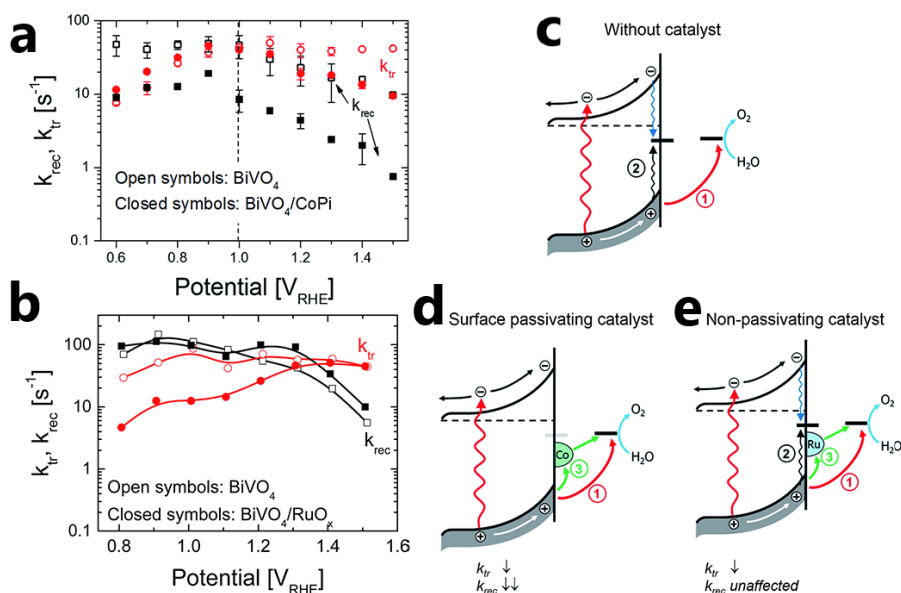 a
100
10
1
0.1
k_rec, k_tr [s⁻¹]
k_tr
k_rec
Open symbols: BiVO₄
Closed symbols: BiVO₄/CoPi
0.6 0.8 1.0 1.2 1.4
Potential [V_RHE]
b
100
10
1
0.1
k_tr, k_rec [s⁻¹]
k_tr
k_rec
Open symbols: BiVO₄
Closed symbols: BiVO₄/RuOₓ
0.8 1.0 1.2 1.4 1.6
Potential [V_RHE]
c
Without catalyst
−
−
O₂
H₂O
2
1
+
+
d
Surface passivating catalyst
−
−
O₂
H₂O
Co
3
1
+
+
k_tr ↓
k_rec ↓↓
e
Non-passivating catalyst
−
−
O₂
H₂O
2
Ru
3
1
+
+
k_tr ↓
k_rec unaffected